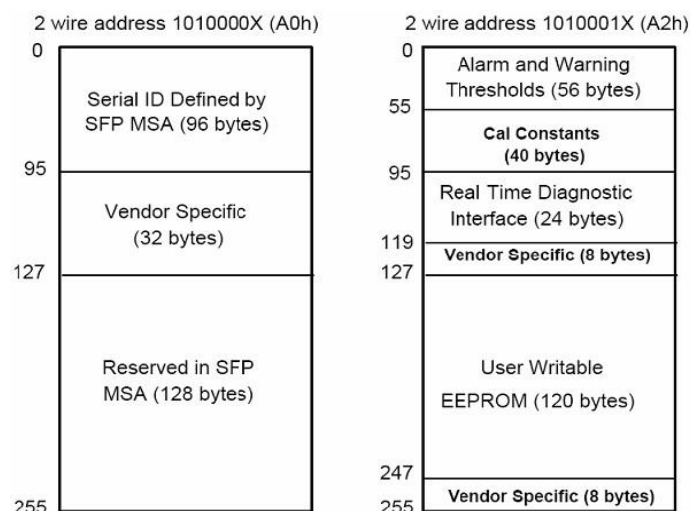 2 wire address 1010000X (A0h)
0
Serial ID Defined by
SFP MSA (96 bytes)
95
Vendor Specific
(32 bytes)
127
Reserved in SFP
MSA (128 bytes)
255
2 wire address 1010001X (A2h)
0
Alarm and Warning
Thresholds (56 bytes)
55
Cal Constants
(40 bytes)
95
Real Time Diagnostic
Interface (24 bytes)
119
Vendor Specific (8 bytes)
127
User Writable
EEPROM (120 bytes)
247
Vendor Specific (8 bytes)
255